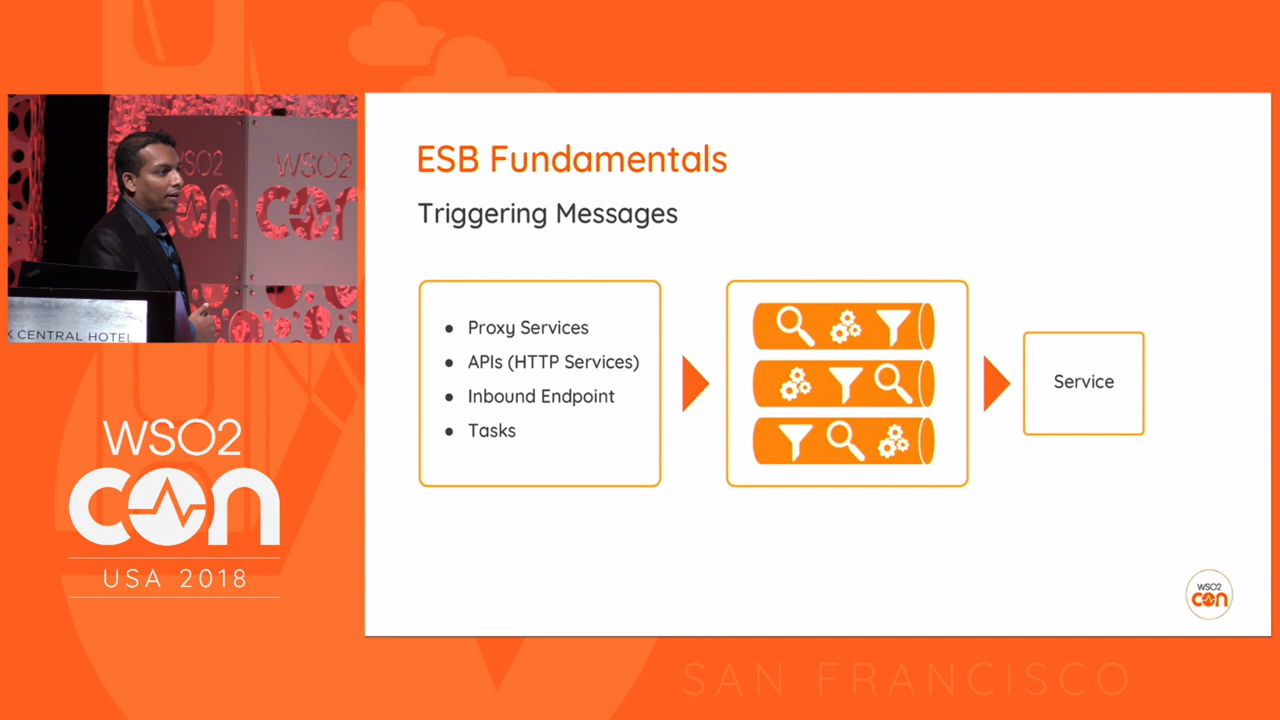 ESB Fundamentals
Triggering Messages
● Proxy Services
● APIs (HTTP Services)
● Inbound Endpoint
● Tasks
Service
WSO2
con
WSO2
WSO2
con
K CENTRAL HOTEL
WSO2
con
USA 2018
SAN FRANCISCO